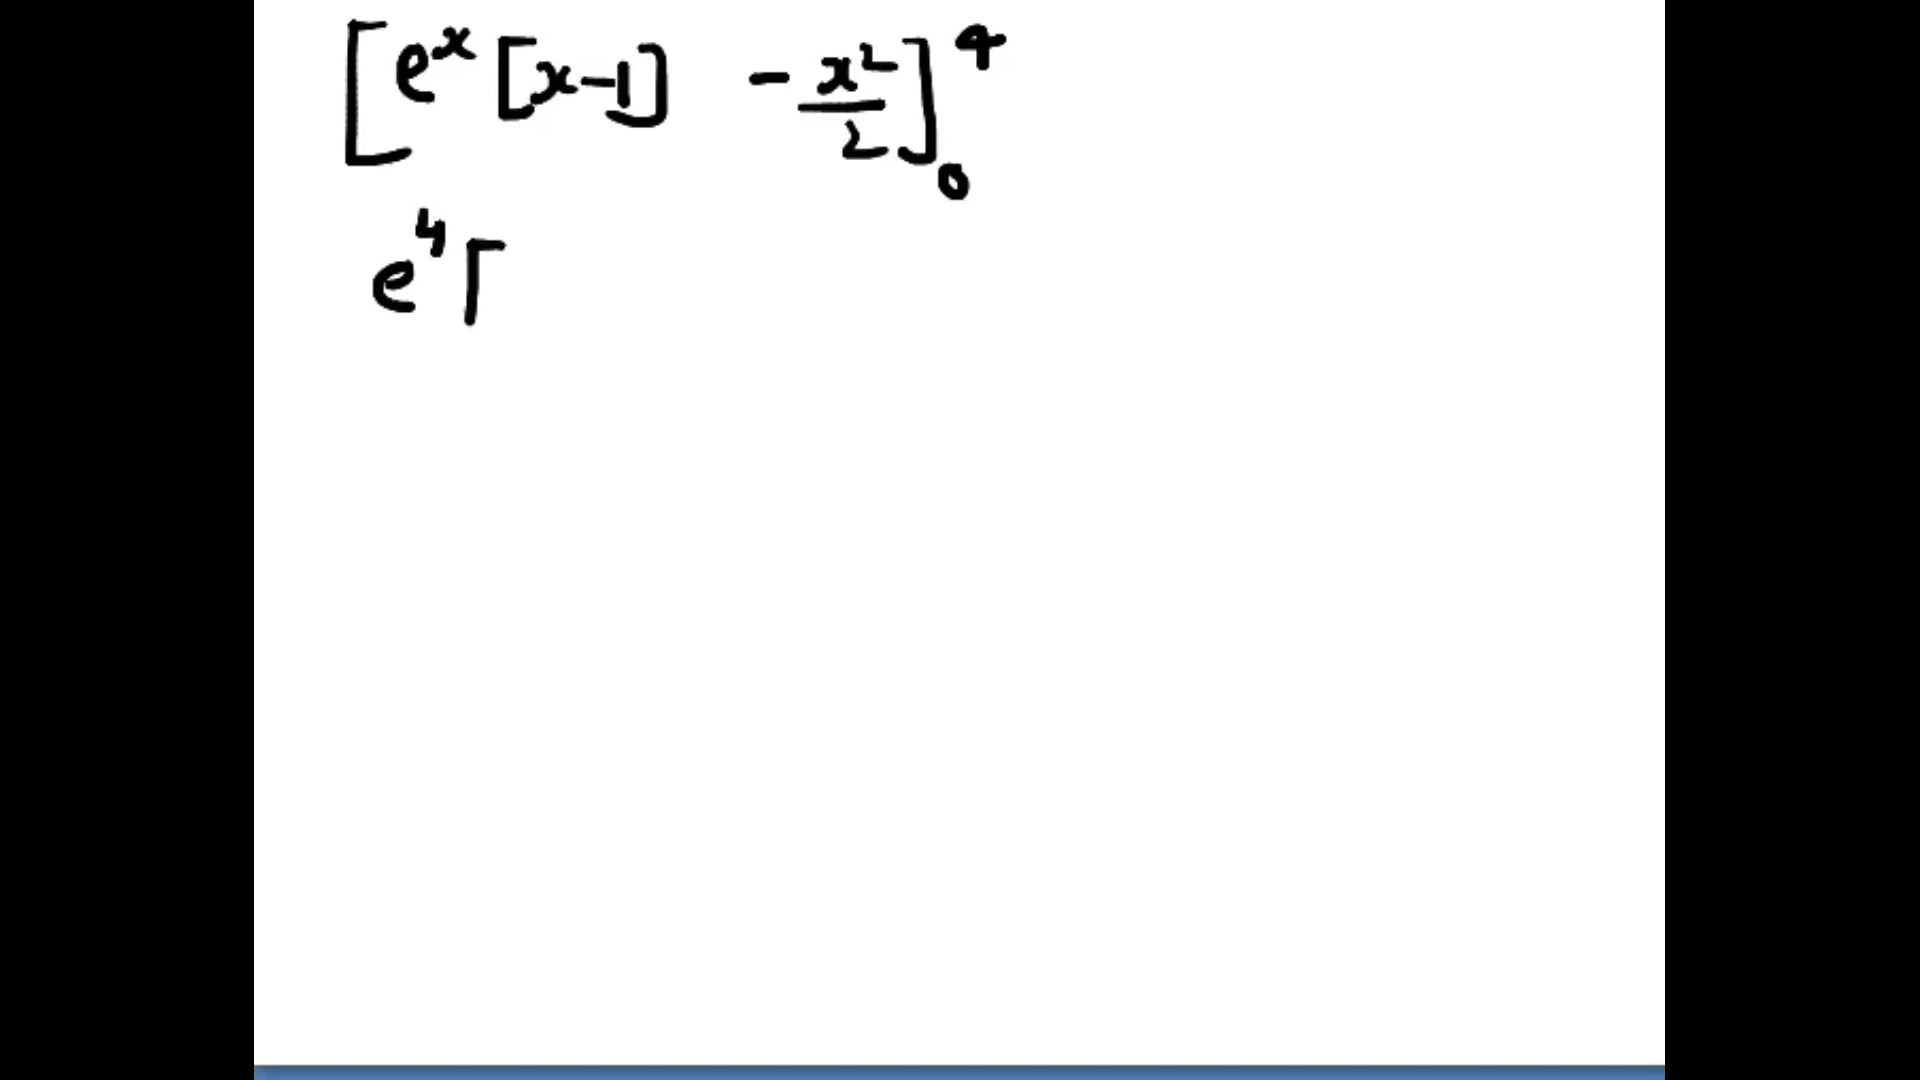 [e^x [x-1] - x²/2]₀⁴
e⁴ [